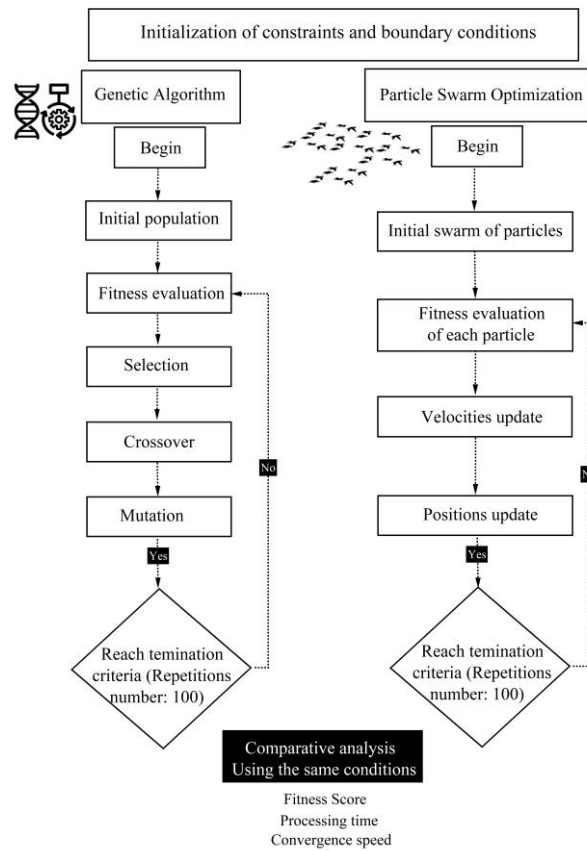 Initialization of constraints and boundary conditions
Genetic Algorithm
Begin
Initial population
Fitness evaluation
Selection
Crossover
No
Mutation
Yes
Reach temination
criteria (Repetitions
number: 100)
Particle Swarm Optimization
Begin
Initial swarm of particles
Fitness evaluation
of each particle
Velocities update
Positions update
Yes
Reach temination
criteria (Repetitions
number: 100)
Comparative analysis
Using the same conditions
Fitness Score
Processing time
Convergence speed